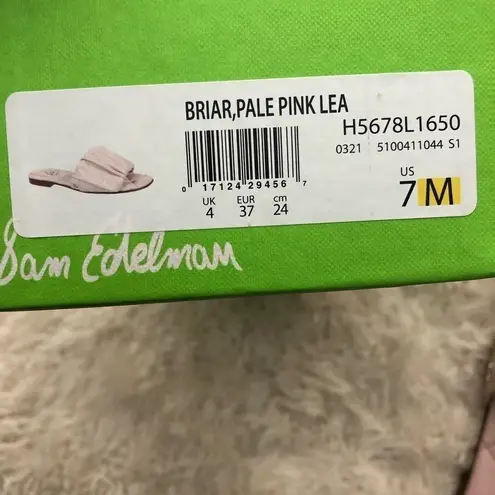 BRIAR,PALE PINK LEA
H5678L1650
0321 5100411044 S1
0 17124 29456 7
UK EUR cm
4 37 24
US
7 M
Sam Edelman